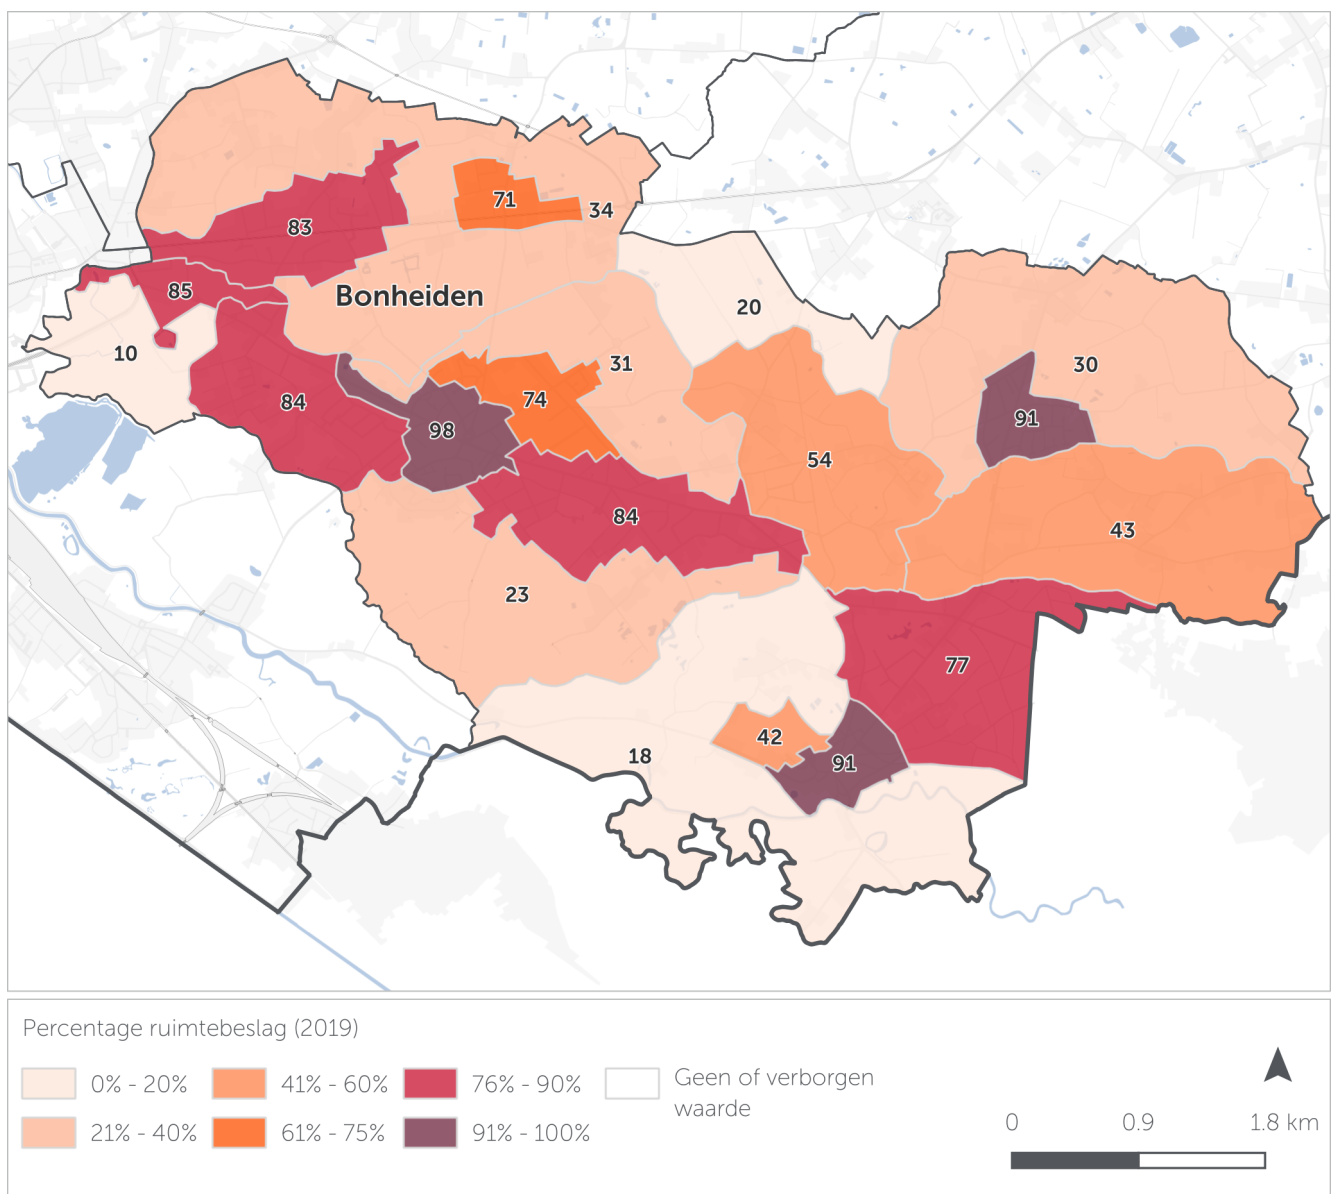 71
34
83
85
Bonheiden
20
10
31
30
84
74
91
98
54
84
43
23
77
42
18
91
Percentage ruimtebeslag (2019)
0% - 20%
41% - 60%
76% - 90%
Geen of verborgen
waarde
21% - 40%
61% - 75%
91% - 100%
0
0.9
1.8 km